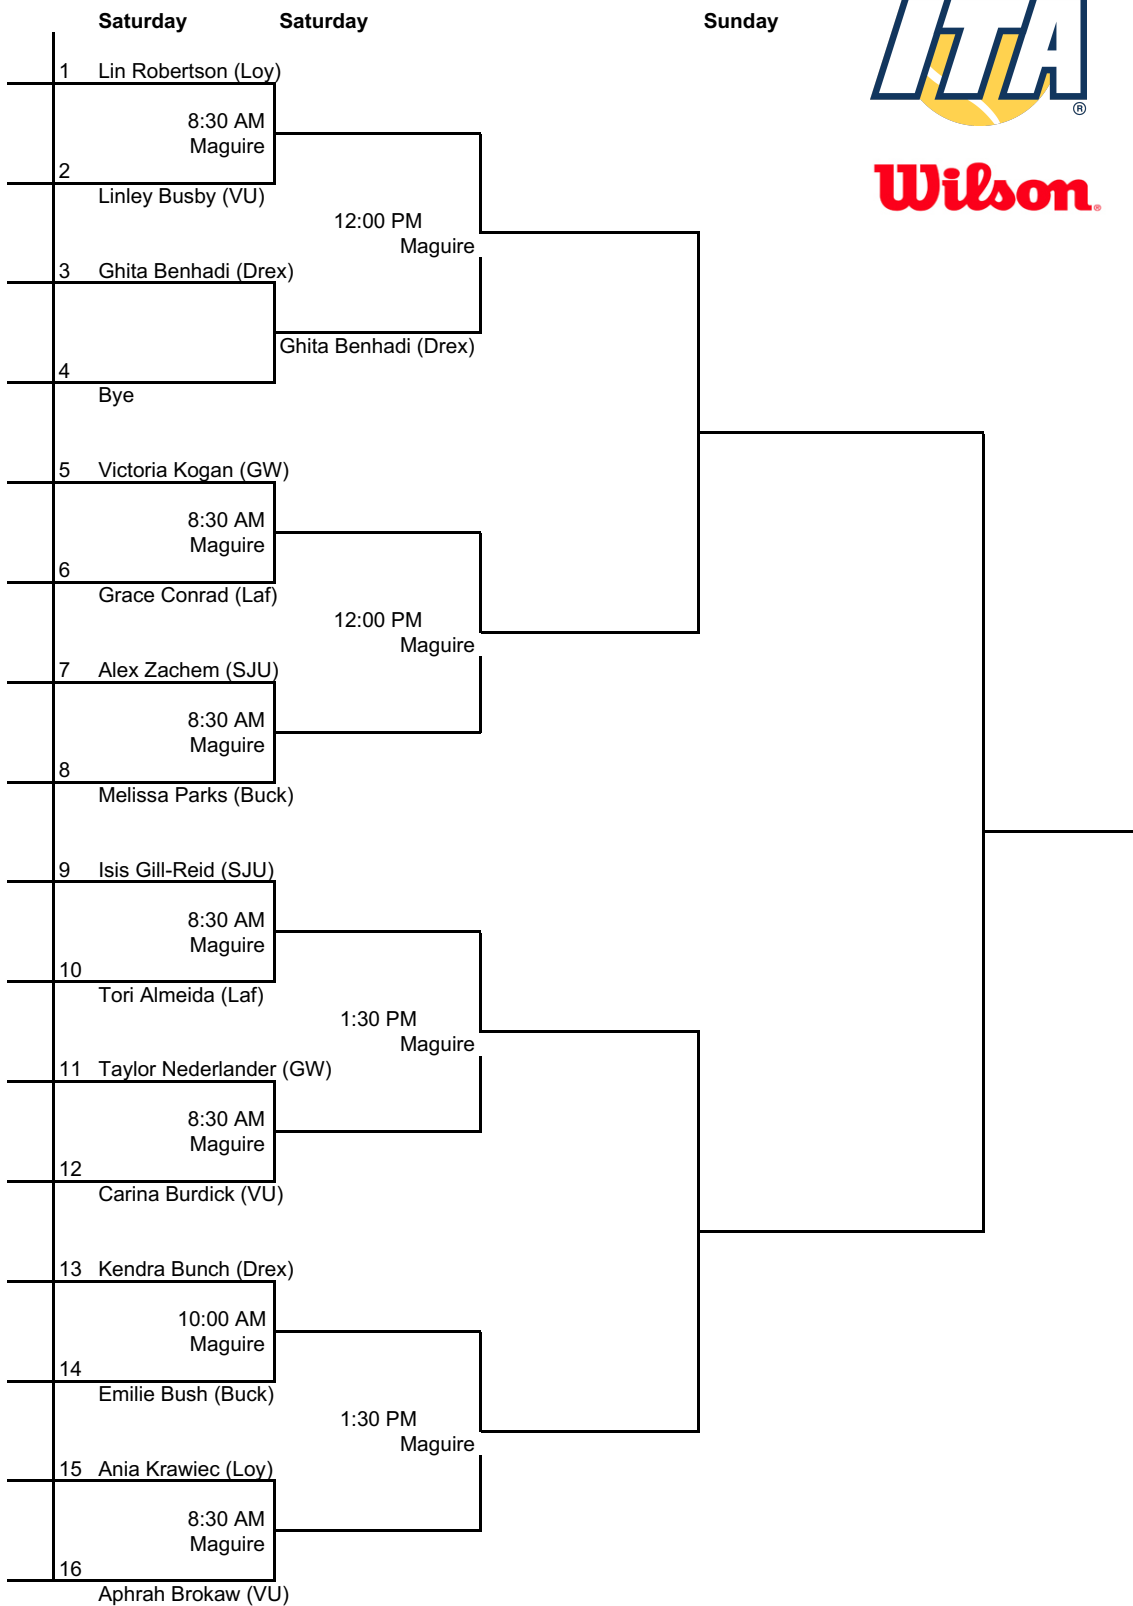 Saturday Saturday Sunday
ITA
®
Wilson.
1 Lin Robertson (Loy)
8:30 AM
Maguire
2
Linley Busby (VU)
12:00 PM
Maguire
3 Ghita Benhadi (Drex)
Ghita Benhadi (Drex)
4
Bye
5 Victoria Kogan (GW)
8:30 AM
Maguire
6
Grace Conrad (Laf)
12:00 PM
Maguire
7 Alex Zachem (SJU)
8:30 AM
Maguire
8
Melissa Parks (Buck)
9 Isis Gill-Reid (SJU)
8:30 AM
Maguire
10
Tori Almeida (Laf)
1:30 PM
Maguire
11 Taylor Nederlander (GW)
8:30 AM
Maguire
12
Carina Burdick (VU)
13 Kendra Bunch (Drex)
10:00 AM
Maguire
14
Emilie Bush (Buck)
1:30 PM
Maguire
15 Ania Krawiec (Loy)
8:30 AM
Maguire
16
Aphrah Brokaw (VU)